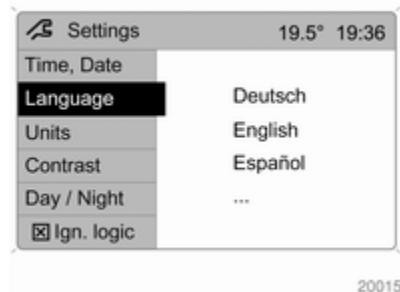 Settings 19.5° 19:36
Time, Date
Language Deutsch
Units English
Contrast Español
Day / Night ...
Ign. logic
20015